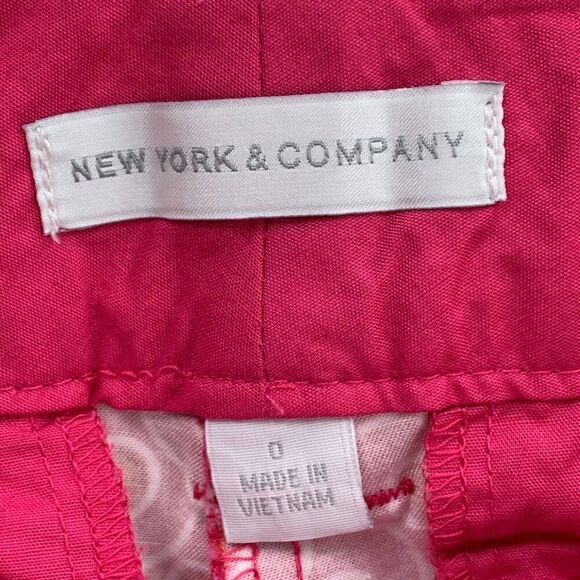 NEW YORK & COMPANY
0
MADE IN
VIETNAM